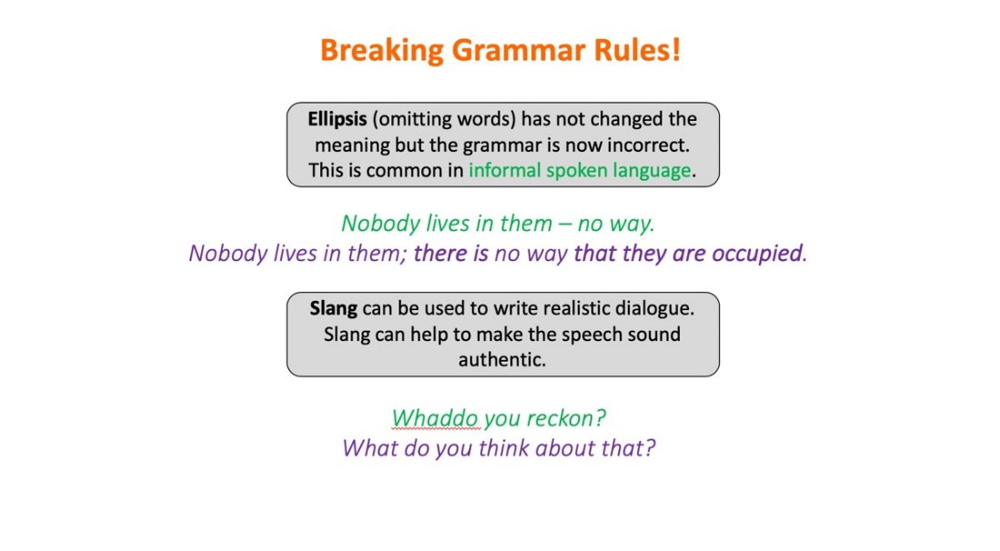 Breaking Grammar Rules!
Ellipsis (omitting words) has not changed the
meaning but the grammar is now incorrect.
This is common in informal spoken language.
Nobody lives in them – no way.
Nobody lives in them; there is no way that they are occupied.
Slang can be used to write realistic dialogue.
Slang can help to make the speech sound
authentic.
Whaddo you reckon?
What do you think about that?